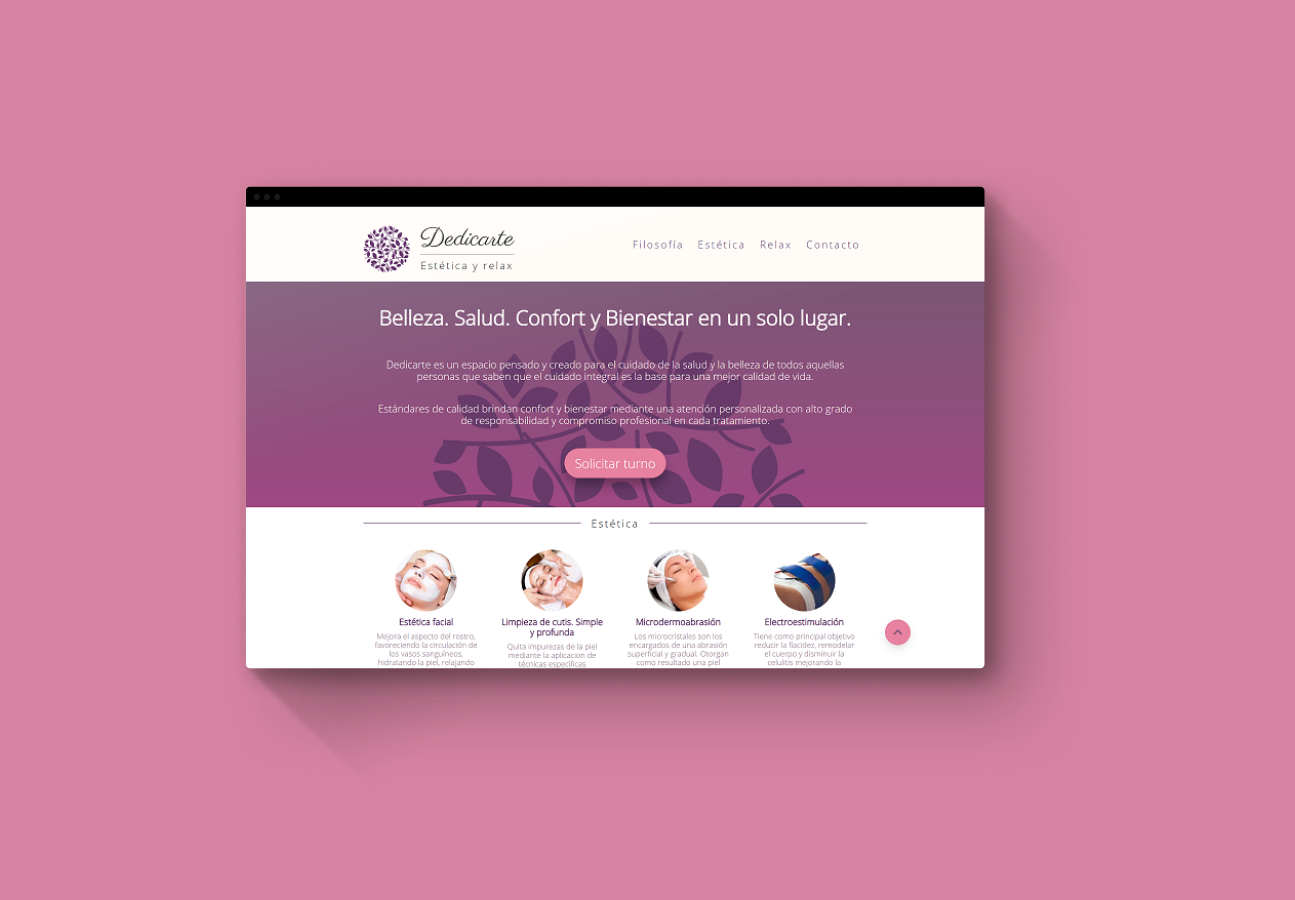 Dedicarte
Estética y relax
Filosofía Estética Relax Contacto
Belleza. Salud. Confort y Bienestar en un solo lugar.
Dedicarte es un espacio pensado y creado para el cuidado de la salud y la belleza de todos aquellas
personas que saben que el cuidado integral es la base para una mejor calidad de vida.
Estándares de calidad brindan confort y bienestar mediante una atención personalizada con alto grado
de responsabilidad y compromiso profesional en cada tratamiento.
Solicitar turno
Estética
Estética facial
Mejora el aspecto del rostro,
favoreciendo la circulación de
los vasos sanguíneos,
hidratando la piel, relajando
Limpieza de cutis. Simple
y profunda
Quita impurezas de la piel
mediante la aplicacion de
técnicas específicas
Microdermoabrasión
Los microcristales son los
encargados de una abrasión
superficial y gradual. Otorgan
como resultado una piel
Electroestimulación
Tiene como principal objetivo
reducir la flacidez, remodelar
el cuerpo y disminuir la
celulitis mejorando la